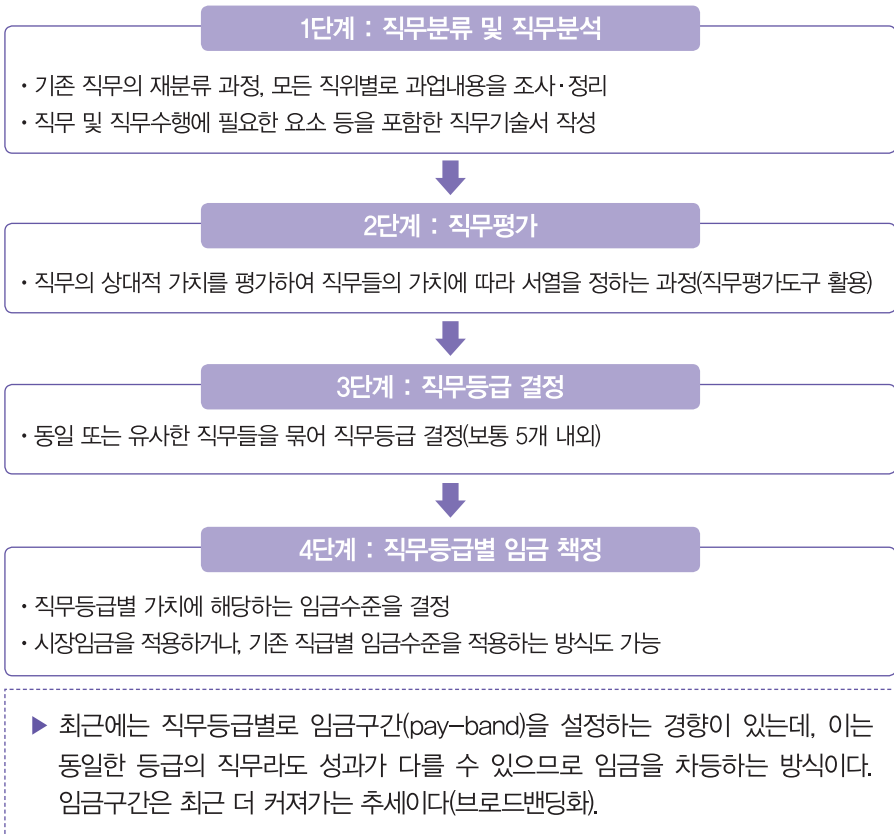 1단계 : 직무분류 및 직무분석
· 기존 직무의 재분류 과정, 모든 직위별로 과업내용을 조사·정리
· 직무 및 직무수행에 필요한 요소 등을 포함한 직무기술서 작성
2단계 : 직무평가
· 직무의 상대적 가치를 평가하여 직무들의 가치에 따라 서열을 정하는 과정(직무평가도구 활용)
3단계 : 직무등급 결정
· 동일 또는 유사한 직무들을 묶어 직무등급 결정(보통 5개 내외)
4단계 : 직무등급별 임금 책정
· 직무등급별 가치에 해당하는 임금수준을 결정
· 시장임금을 적용하거나, 기존 직급별 임금수준을 적용하는 방식도 가능
▶ 최근에는 직무등급별로 임금구간(pay-band)을 설정하는 경향이 있는데, 이는
동일한 등급의 직무라도 성과가 다를 수 있으므로 임금을 차등하는 방식이다.
임금구간은 최근 더 커져가는 추세이다(브로드밴딩화).